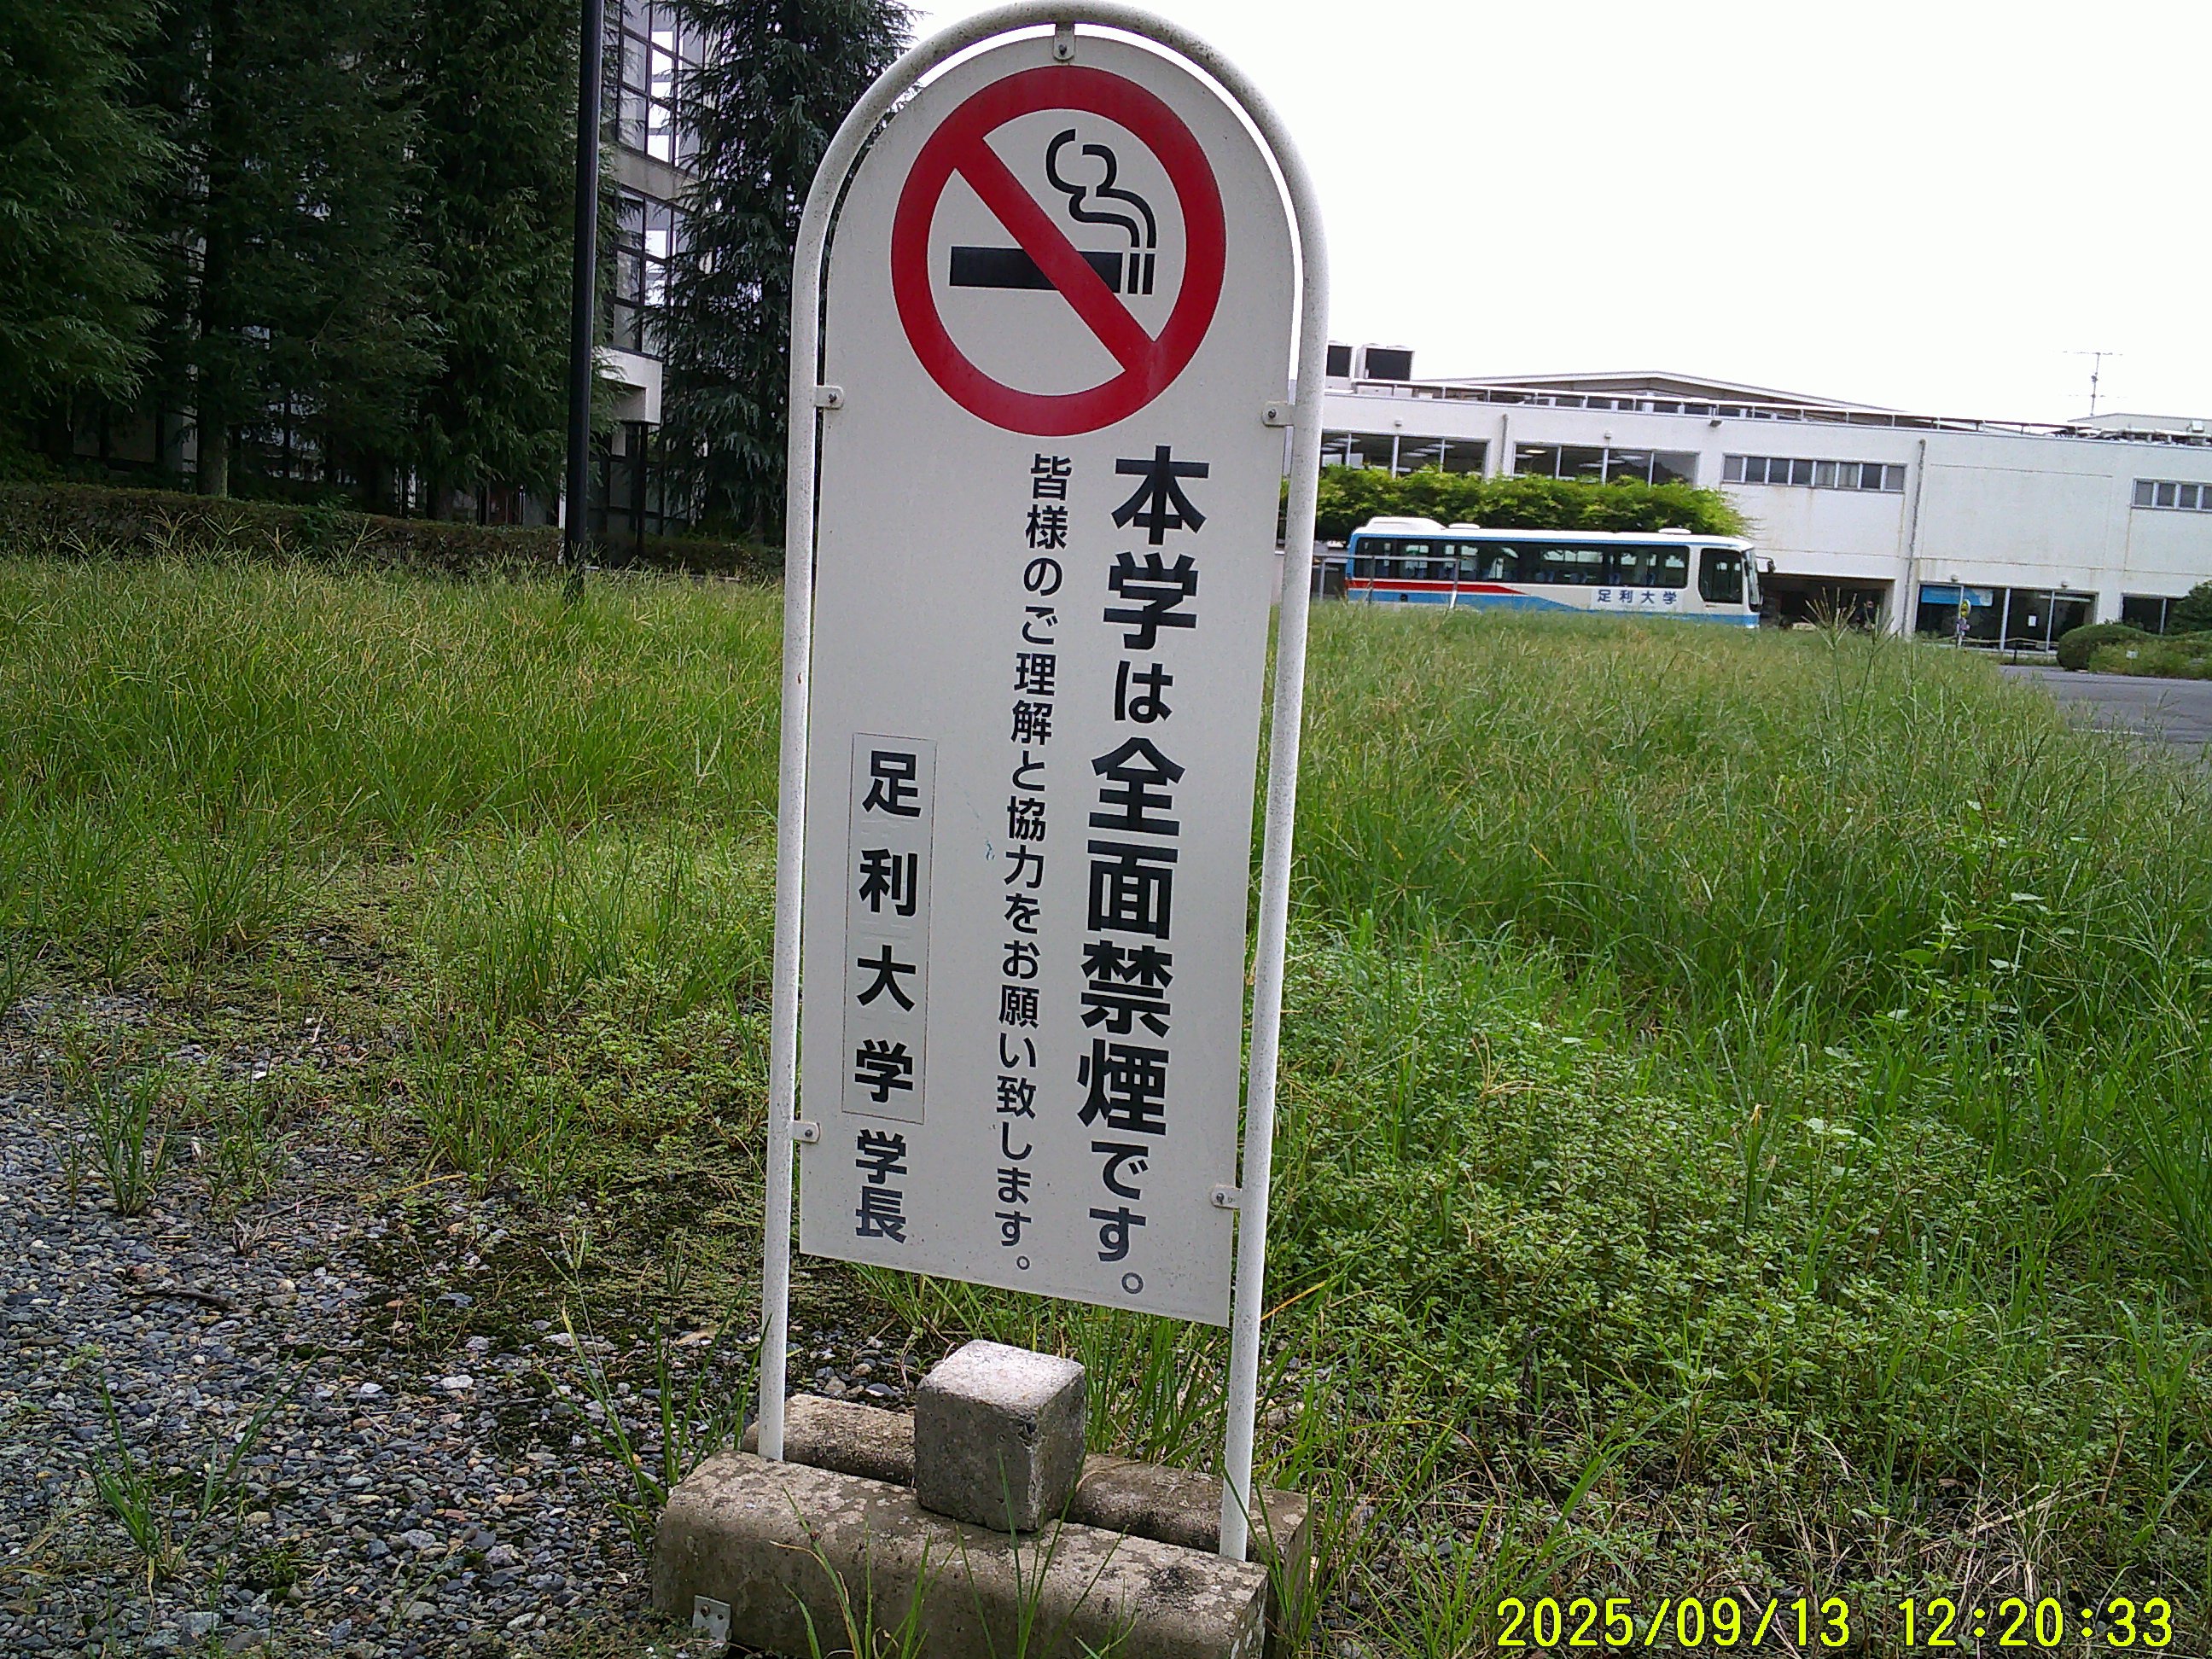 本学は全面禁煙です。
皆様のご理解と協力をお願い致します。
足利大学学長
足利大学
2025/09/13 12:20:33